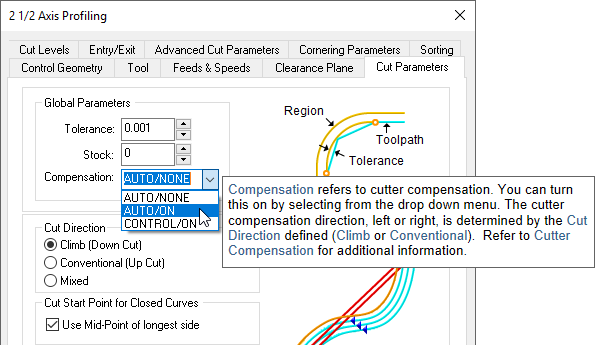 2 1/2 Axis Profiling
Cut Levels Entry/Exit Advanced Cut Parameters Cornering Parameters Sorting
Control Geometry Tool Feeds & Speeds Clearance Plane Cut Parameters
Global Parameters
Tolerance: 0.001
Stock: 0
Compensation: AUTO/NONE
AUTO/NONE
AUTO/ON
CONTROL/ON
Region
Toolpath
Tolerance
Compensation refers to cutter compensation. You can turn
this on by selecting from the drop down menu. The cutter
compensation direction, left or right, is determined by the Cut
Direction defined (Climb or Conventional).  Refer to Cutter
Compensation for additional information.
Cut Direction
Climb (Down Cut)
Conventional (Up Cut)
Mixed
Cut Start Point for Closed Curves
Use Mid-Point of longest side